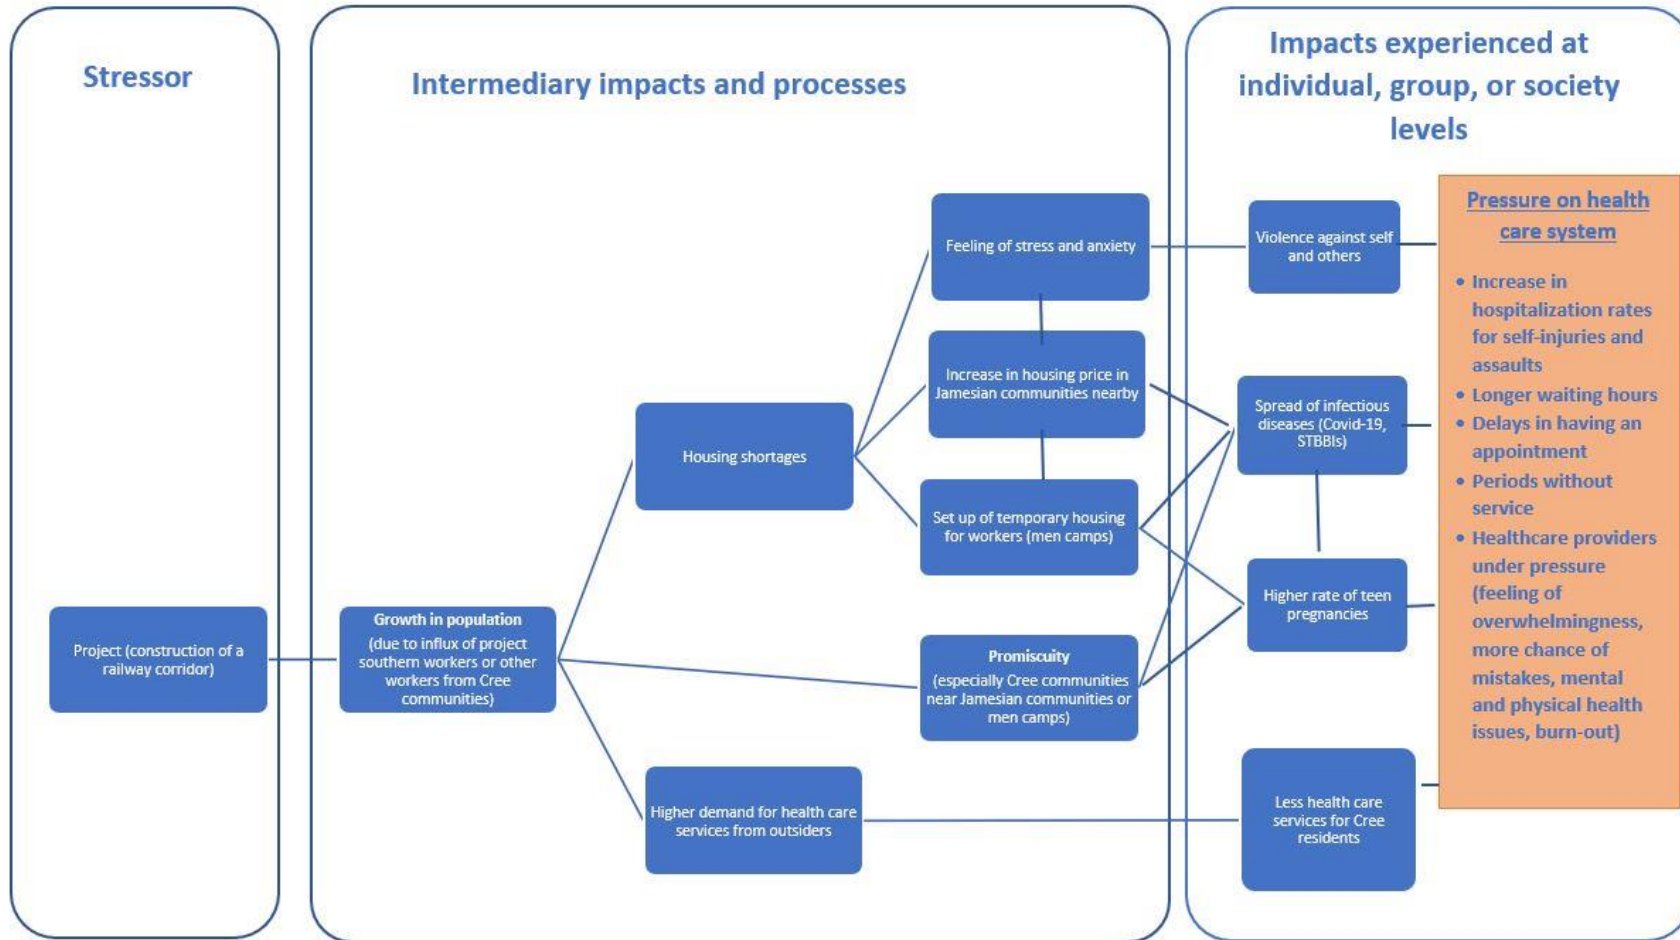 Stressor
Intermediary impacts and processes
Impacts experienced at
individual, group, or society
levels
Project (construction of a
railway corridor)
Growth in population
(due to influx of project
southern workers or other
workers from Cree
communities)
Housing shortages
Higher demand for health care
services from outsiders
Feeling of stress and anxiety
Increase in housing price in
Jamesian communities nearby
Set up of temporary housing
for workers (men camps)
Promiscuity
(especially Cree communities
near Jamesian communities or
men camps)
Violence against self
and others
Spread of infectious
diseases (Covid-19,
STBBIs)
Higher rate of teen
pregnancies
Less health care
services for Cree
residents
Pressure on health
care system
• Increase in
hospitalization rates
for self-injuries and
assaults
• Longer waiting hours
• Delays in having an
appointment
• Periods without
service
• Healthcare providers
under pressure
(feeling of
overwhelmingness,
more chance of
mistakes, mental
and physical health
issues, burn-out)